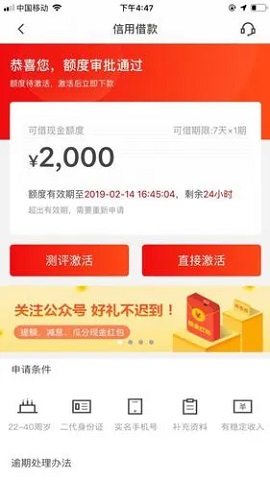 中国移动 下午4:47
信用借款
恭喜您，额度审批通过
额度待激活，激活后立即下款
可借现金额度 可借期限:7天×1期
¥2,000
额度有效期至2019-02-14 16:45:04，剩余24小时
超出有效期，需要重新申请
测评激活 直接激活
关注公众号 好礼不迟到！
提额、减息、瓜分现金红包
申请条件
22-40周岁 二代身份证 实名手机号 补充资料 有稳定收入
逾期处理办法